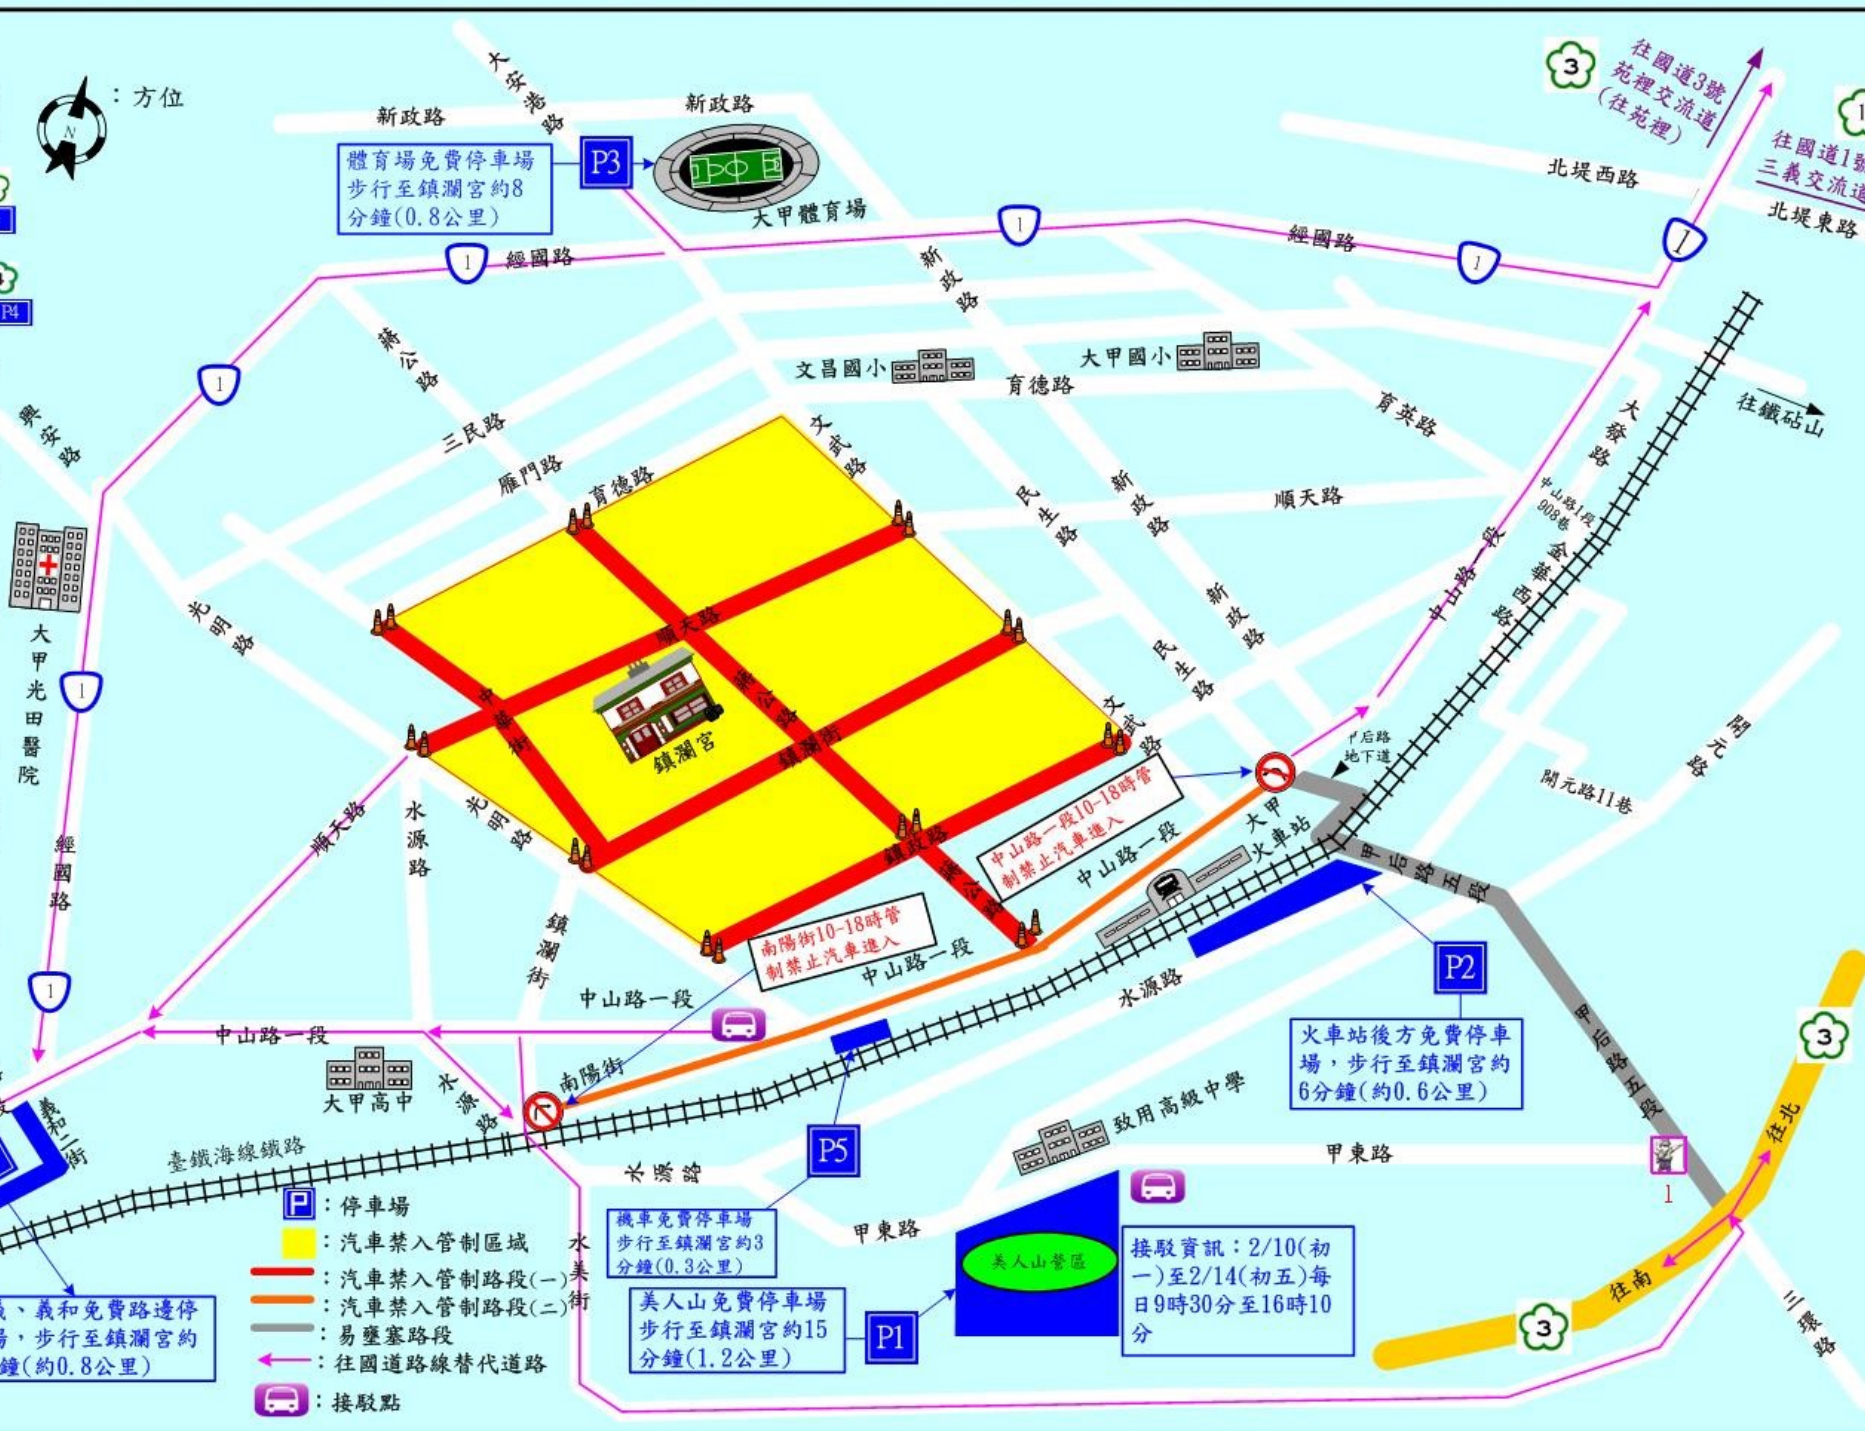 ：方位
大安港路
新政路
新政路
P3
體育場免費停車場
步行至鎮瀾宮約8
分鐘(0.8公里)
大甲體育場
3
往國道3號
苑裡交流道
(往苑裡)
1
往國道1號
三義交流道
北堤西路
北堤東路
1
經國路
1
經國路
1
1
新政路
P4
1
蔣公路
文昌國小
大甲國小
育德路
往鐵砧山
興安路
三民路
雁門路
育德路
文武路
育英路
大發路
民生路
新政路
順天路
中山路1段
908巷
金華西路
中山路一段
大甲光田醫院
光明路
順天路
新政路
民生路
1
中華街
鎮瀾宮
蔣公路
鎮瀾街
文武路
甲后路
地下道
開元路
開元路11巷
順天路
水源路
光明路
鎮政路
蔣公路
中山路一段10-18時管
制禁止汽車進入
中山路一段
大甲
火車站
甲后路五段
經國路
1
鎮瀾街
南陽街10-18時管
制禁止汽車進入
中山路一段
水源路
P2
火車站後方免費停車
場，步行至鎮瀾宮約
6分鐘(約0.6公里)
甲后路五段
3
往北
中山路一段
中山路一段
大甲高中
水源路
南陽街
P5
致用高級中學
甲東路
1
義和二街
臺鐵海線鐵路
水源路
機車免費停車場
步行至鎮瀾宮約3
分鐘(0.3公里)
甲東路
美人山營區
接駁資訊：2/10(初
一)至2/14(初五)每
日9時30分至16時10
分
往南
3
三環路
P1
美人山免費停車場
步行至鎮瀾宮約15
分鐘(1.2公里)
水美街
、義和免費路邊停
，步行至鎮瀾宮約
鐘(約0.8公里)
P：停車場
：汽車禁入管制區域
：汽車禁入管制路段(一)
：汽車禁入管制路段(二)
：易壅塞路段
：往國道路線替代道路
：接駁點